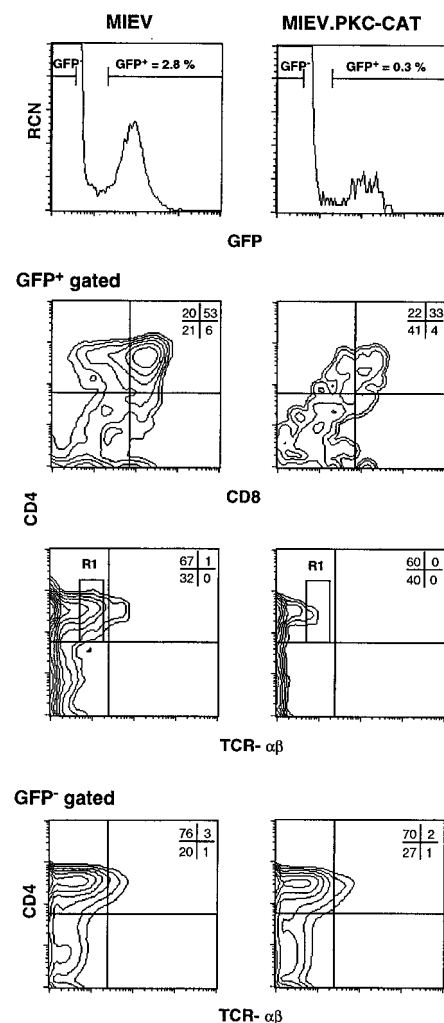 MIEV MIEV.PKC-CAT
GFP- GFP+ = 2.8 % GFP- GFP+ = 0.3 %
RCN
GFP
GFP+ gated
20 53 22 33
21 6 41 4
CD4
CD8
R1 67 1 R1 60 0
32 0 40 0
TCR- αβ
GFP- gated
76 3 70 2
20 1 27 1
CD4
TCR- αβ